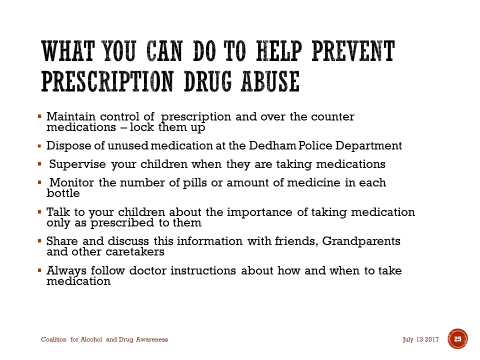 WHAT YOU CAN DO TO HELP PREVENT
PRESCRIPTION DRUG ABUSE
▪ Maintain control of prescription and over the counter
medications – lock them up
▪ Dispose of unused medication at the Dedham Police Department
▪ Supervise your children when they are taking medications
▪ Monitor the number of pills or amount of medicine in each
bottle
▪ Talk to your children about the importance of taking medication
only as prescribed to them
▪ Share and discuss this information with friends, Grandparents
and other caretakers
▪ Always follow doctor instructions about how and when to take
medication
Coalition for Alcohol and Drug Awareness
July 13 2017
25